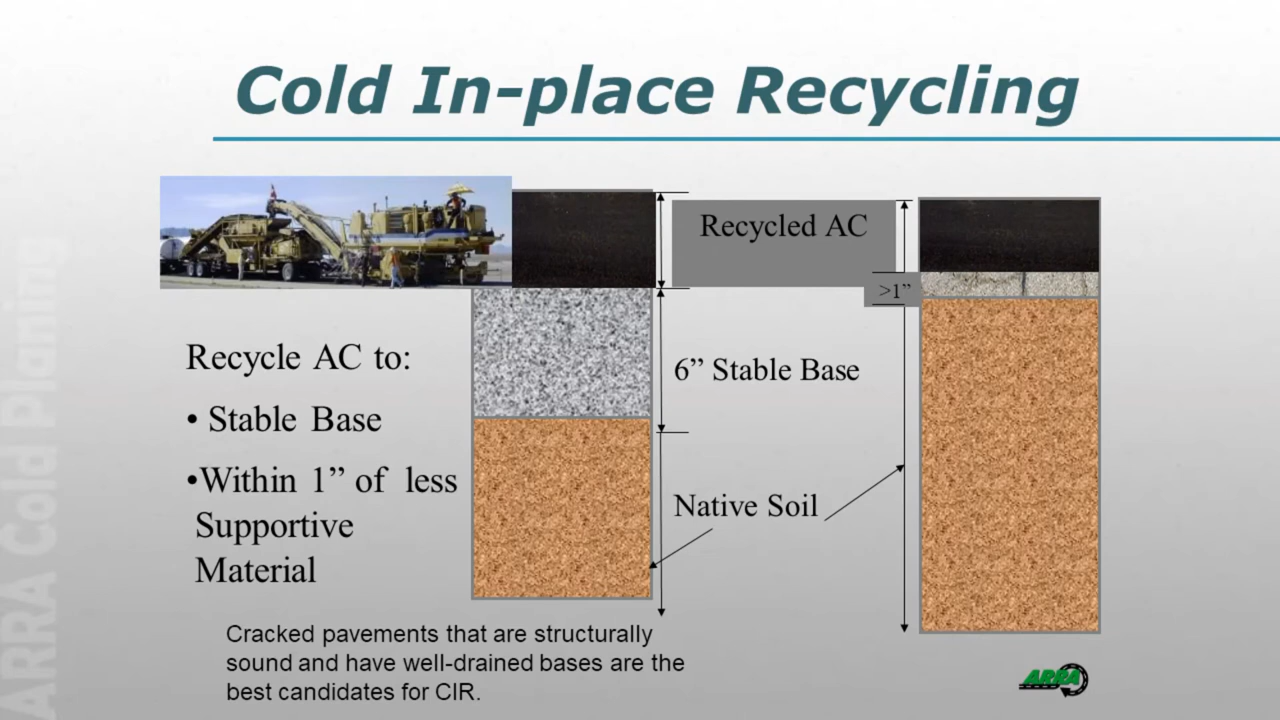 Cold In-place Recycling
Recycled AC
>1”
Recycle AC to:
• Stable Base
•Within 1” of less
Supportive
Material
6” Stable Base
Native Soil
Cracked pavements that are structurally
sound and have well-drained bases are the
best candidates for CIR.
ARRA Cold Planning
ARRA